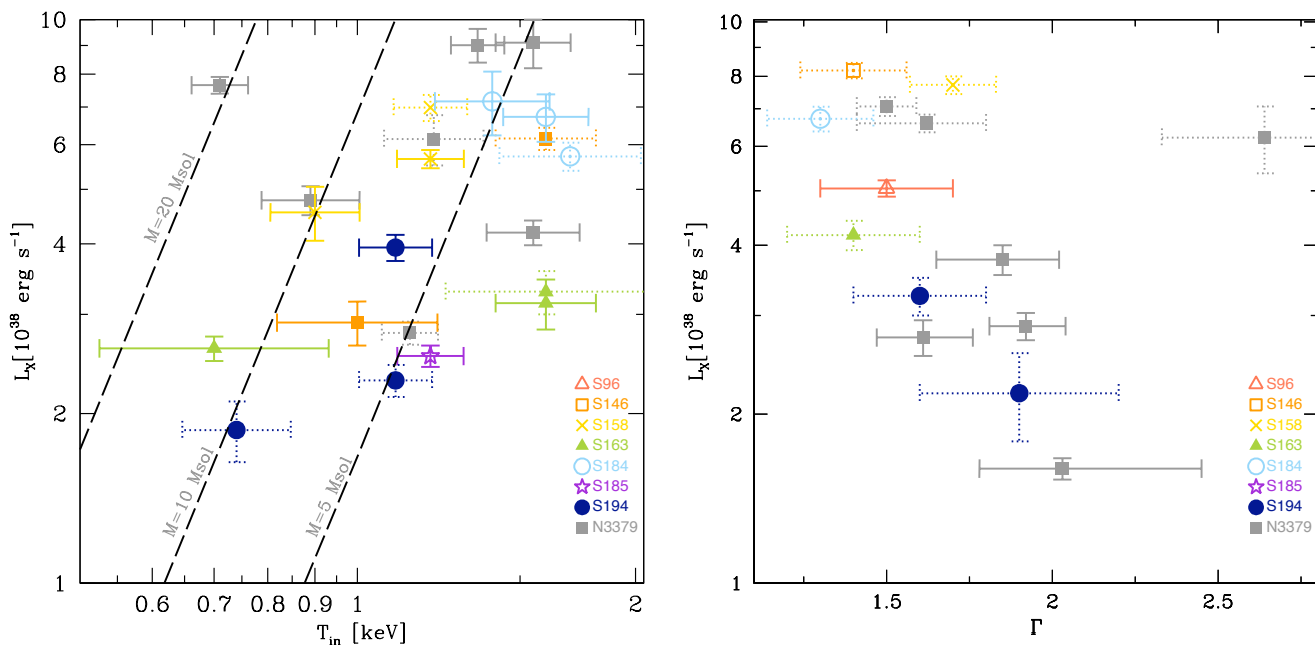 10
8
6
4
2
1
L_X[10^38 erg s^-1]
M=20 Msol
M=10 Msol
M=5 Msol
S96
S146
S158
S163
S184
S185
S194
N3379
0.6 0.7 0.8 0.9 1 2
T_in [keV]
10
8
6
4
2
1
L_X[10^38 erg s^-1]
S96
S146
S158
S163
S184
S185
S194
N3379
1.5 2 2.5
Γ